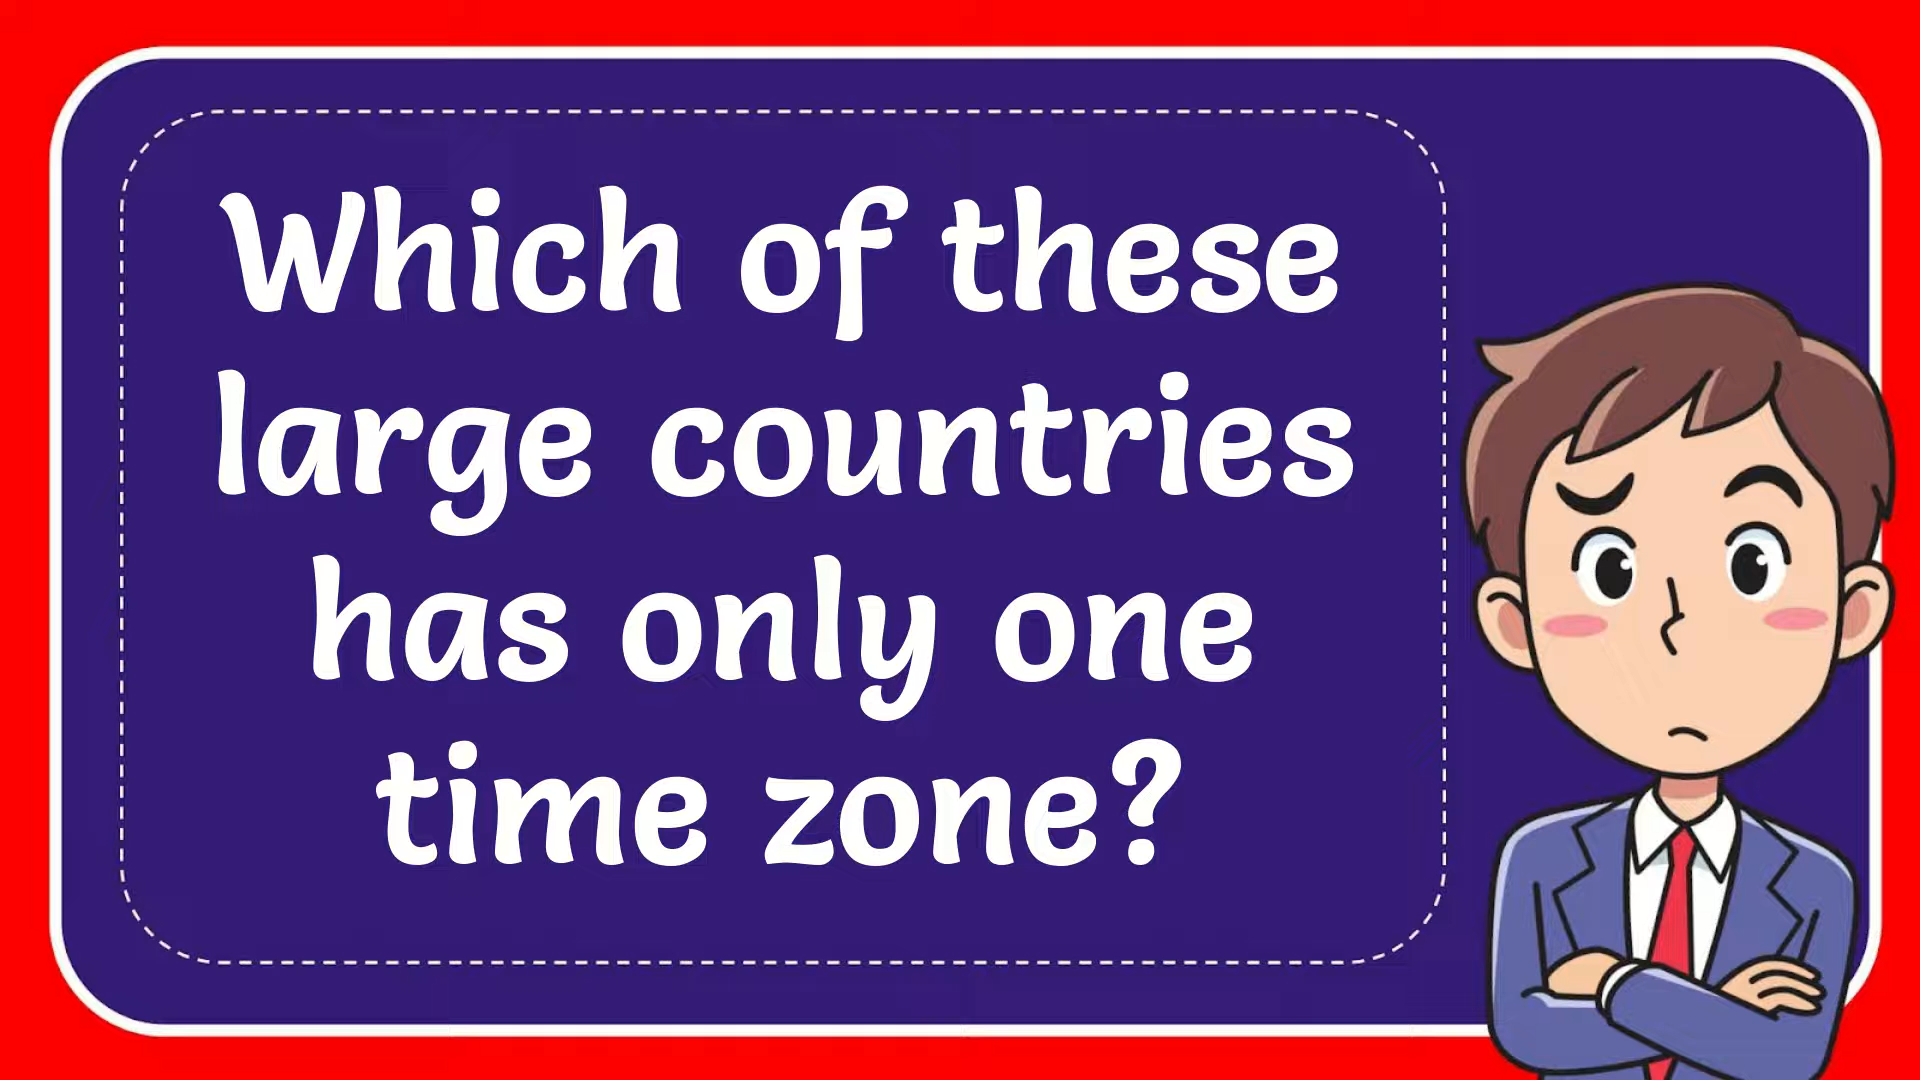 Which of these
large countries
has only one
time zone?